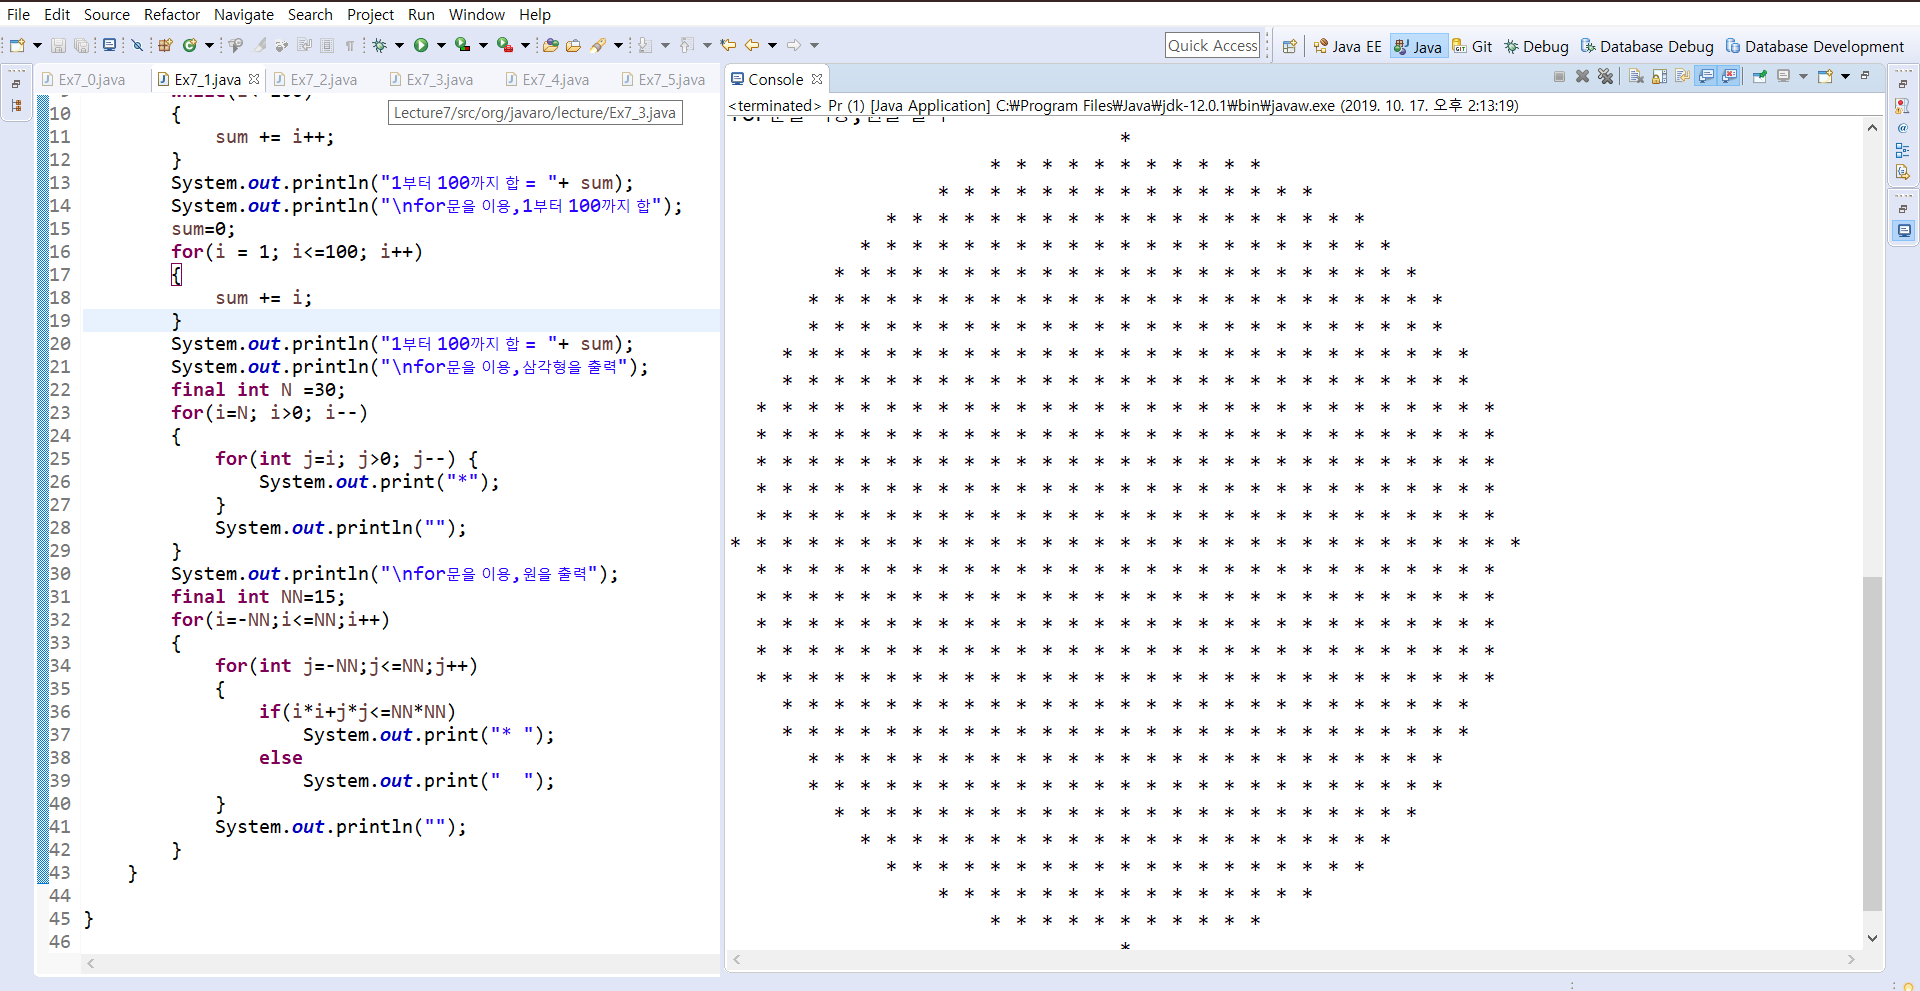 File Edit Source Refactor Navigate Search Project Run Window Help
Quick Access
Java EE Java Git Debug Database Debug Database Development
Ex7_0.java Ex7_1.java Ex7_2.java Ex7_3.java Ex7_4.java Ex7_5.java
Lecture7/src/org/javaro/lecture/Ex7_3.java
10 {
11 sum += i++;
12 }
13 System.out.println("1부터 100까지 합 = "+ sum);
14 System.out.println("\nfor문을 이용,1부터 100까지 합");
15 sum=0;
16 for(i = 1; i<=100; i++)
17 {
18 sum += i;
19 }
20 System.out.println("1부터 100까지 합 = "+ sum);
21 System.out.println("\nfor문을 이용,삼각형을 출력");
22 final int N =30;
23 for(i=N; i>0; i--)
24 {
25 for(int j=i; j>0; j--) {
26 System.out.print("*");
27 }
28 System.out.println("");
29 }
30 System.out.println("\nfor문을 이용,원을 출력");
31 final int NN=15;
32 for(i=-NN;i<=NN;i++)
33 {
34 for(int j=-NN;j<=NN;j++)
35 {
36 if(i*i+j*j<=NN*NN)
37 System.out.print("* ");
38 else
39 System.out.print("  ");
40 }
41 System.out.println("");
42 }
43 }
44
45 }
46
Console
<terminated> Pr (1) [Java Application] C:₩Program Files₩Java₩jdk-12.0.1₩bin₩javaw.exe (2019. 10. 17. 오후 2:13:19)
*
* * * * * * * * * * *
* * * * * * * * * * * * * * *
* * * * * * * * * * * * * * * * * * *
* * * * * * * * * * * * * * * * * * * * *
* * * * * * * * * * * * * * * * * * * * * * *
* * * * * * * * * * * * * * * * * * * * * * * * *
* * * * * * * * * * * * * * * * * * * * * * * * *
* * * * * * * * * * * * * * * * * * * * * * * * * * *
* * * * * * * * * * * * * * * * * * * * * * * * * * *
* * * * * * * * * * * * * * * * * * * * * * * * * * * * *
* * * * * * * * * * * * * * * * * * * * * * * * * * * * *
* * * * * * * * * * * * * * * * * * * * * * * * * * * * *
* * * * * * * * * * * * * * * * * * * * * * * * * * * * *
* * * * * * * * * * * * * * * * * * * * * * * * * * * * *
* * * * * * * * * * * * * * * * * * * * * * * * * * * * * * *
* * * * * * * * * * * * * * * * * * * * * * * * * * * * *
* * * * * * * * * * * * * * * * * * * * * * * * * * * * *
* * * * * * * * * * * * * * * * * * * * * * * * * * * * *
* * * * * * * * * * * * * * * * * * * * * * * * * * * * *
* * * * * * * * * * * * * * * * * * * * * * * * * * * * *
* * * * * * * * * * * * * * * * * * * * * * * * * * *
* * * * * * * * * * * * * * * * * * * * * * * * * * *
* * * * * * * * * * * * * * * * * * * * * * * * *
* * * * * * * * * * * * * * * * * * * * * * * * *
* * * * * * * * * * * * * * * * * * * * * * *
* * * * * * * * * * * * * * * * * * * * *
* * * * * * * * * * * * * * * * * * *
* * * * * * * * * * * * * * *
* * * * * * * * * * *
*